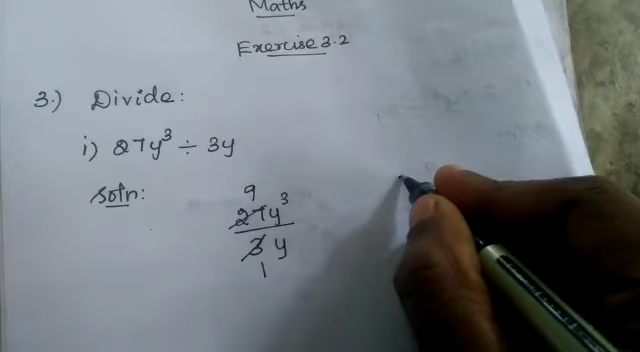 Maths
Exercise 3.2
3.) Divide:
i) 27y³ ÷ 3y
Soln:
9
27y³
3y
1